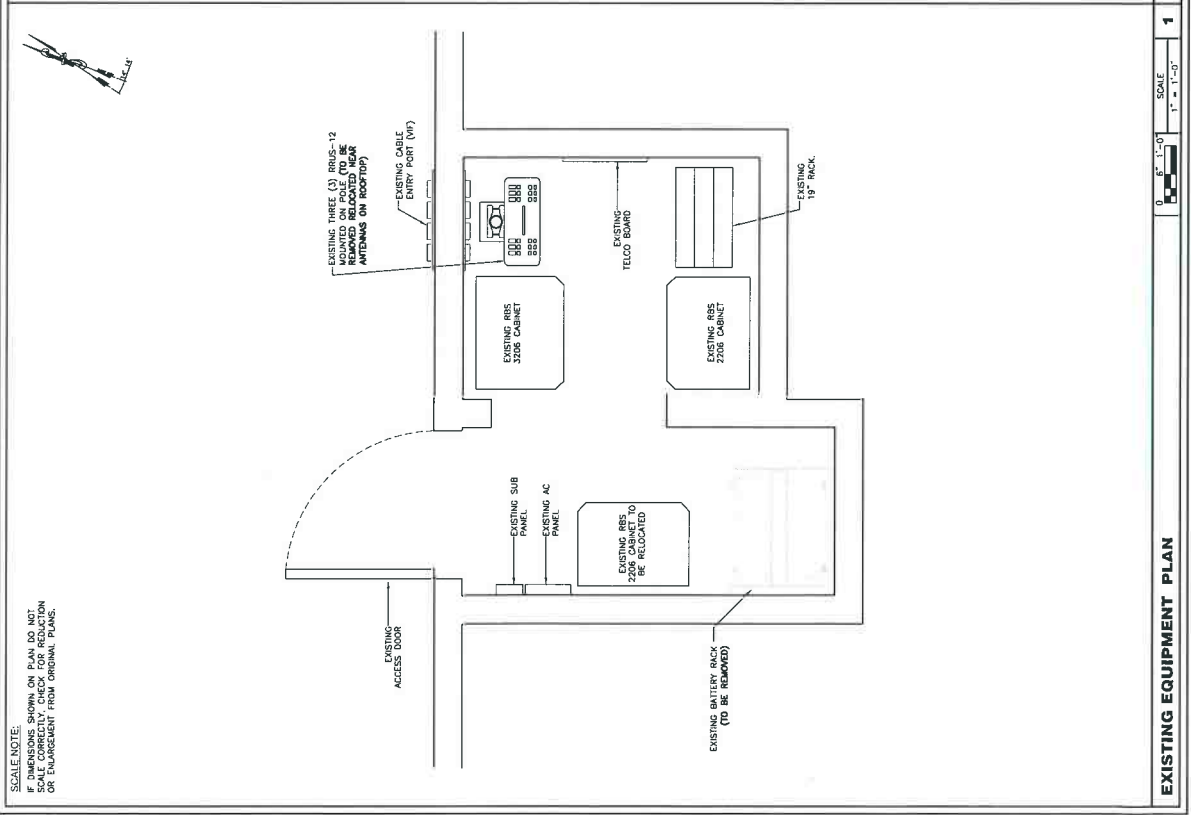 SCALE NOTE:
IF DIMENSIONS SHOWN ON PLAN DO NOT
SCALE CORRECTLY, CHECK FOR REDUCTION
OR ENLARGEMENT FROM ORIGINAL PLANS.
EXISTING THREE (3) RRUS-12
MOUNTED ON POLE (TO BE
REMOVED RELOCATED NEAR
ANTENNAS ON ROOFTOP)
EXISTING CABLE
ENTRY PORT (VIF)
EXISTING RBS
3206 CABINET
EXISTING
TELCO BOARD
EXISTING RBS
2206 CABINET
EXISTING
19" RACK.
EXISTING SUB
PANEL
EXISTING AC
PANEL
EXISTING RBS
2206 CABINET TO
BE RELOCATED
EXISTING
ACCESS DOOR
EXISTING BATTERY RACK
(TO BE REMOVED)
EXISTING EQUIPMENT PLAN
0 6" 1'-0"
SCALE
1" = 1'-0"
1